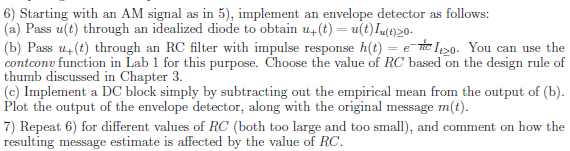 6) Starting with an AM signal as in 5), implement an envelope detector as follows:
(a) Pass u(t) through an idealized diode to obtain u₊(t) = u(t)I_{u(t)≥0}.
(b) Pass u₊(t) through an RC filter with impulse response h(t) = e^{-t/RC} I_{t≥0}. You can use the
contconv function in Lab 1 for this purpose. Choose the value of RC based on the design rule of
thumb discussed in Chapter 3.
(c) Implement a DC block simply by subtracting out the empirical mean from the output of (b).
Plot the output of the envelope detector, along with the original message m(t).
7) Repeat 6) for different values of RC (both too large and too small), and comment on how the
resulting message estimate is affected by the value of RC.